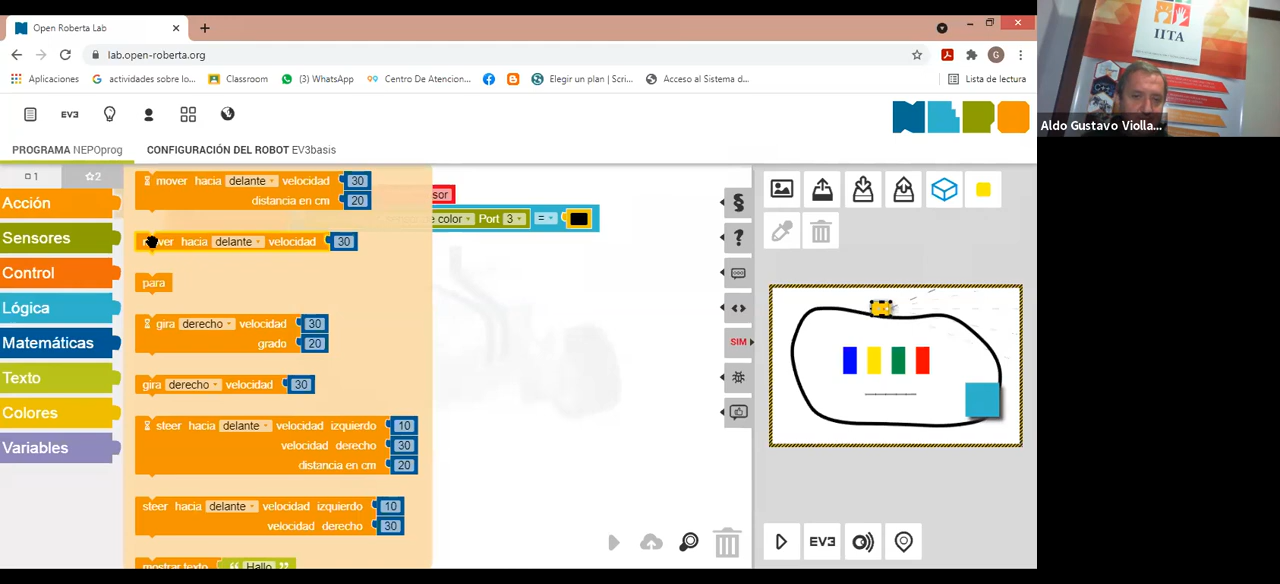 Open Roberta Lab
lab.open-roberta.org
Aplicaciones
actividades sobre lo...
Classroom
(3) WhatsApp
Centro De Atencion...
Elegir un plan | Scri...
Acceso al Sistema d...
Lista de lectura
G
EV3
PROGRAMA NEPOprog
CONFIGURACIÓN DEL ROBOT EV3basis
1
2
Acción
Sensores
Control
Lógica
Matemáticas
Texto
Colores
Variables
mover hacia delante velocidad 30
distancia en cm 20
sor
color Port 3 =
hacia delante velocidad 30
para
gira derecho velocidad 30
grado 20
gira derecho velocidad 30
steer hacia delante velocidad izquierdo 10
velocidad derecho 30
distancia en cm 20
steer hacia delante velocidad izquierdo 10
velocidad derecho 30
mostrar texto “ Hallo ”
SIM
EV3
IITA
C++
Aldo Gustavo Violla...